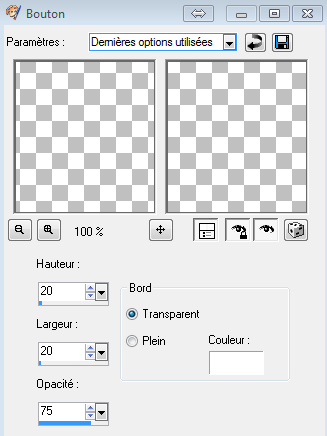 Bouton
Paramètres : Dernières options utilisées
100 %
Hauteur :
20
Largeur :
20
Opacité :
75
Bord
Transparent
Plein
Couleur :